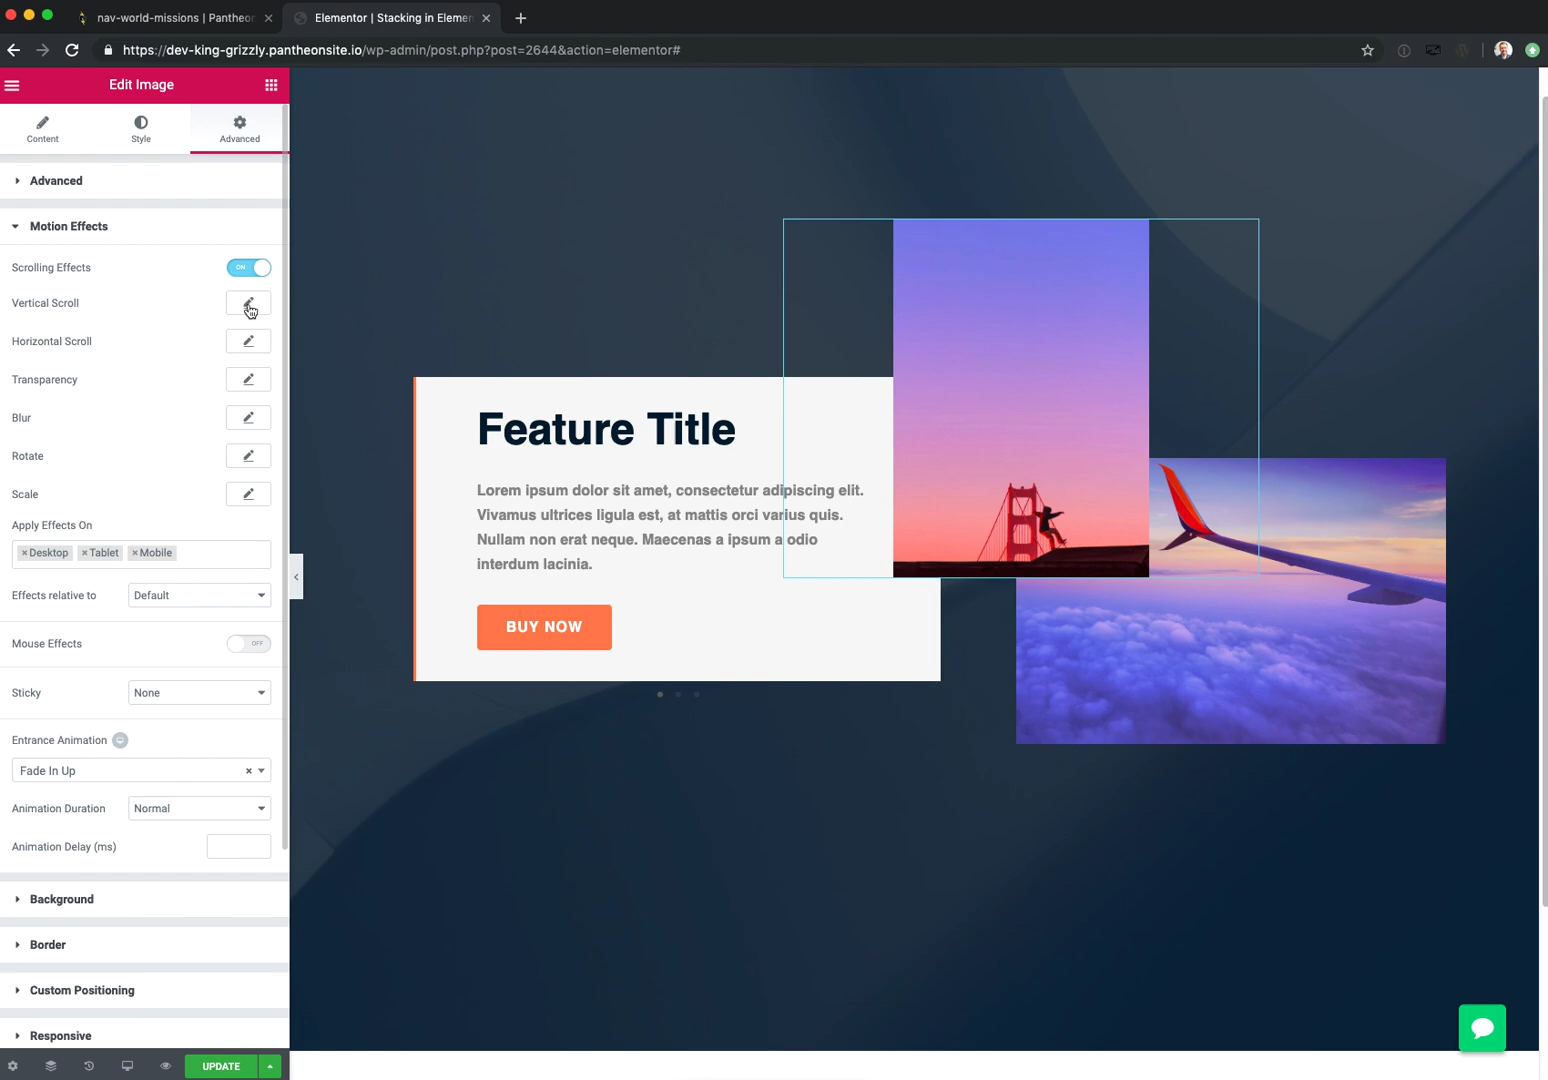 nav-world-missions | Pantheon
Elementor | Stacking in Elemen
https://dev-king-grizzly.pantheonsite.io/wp-admin/post.php?post=2644&action=elementor#
Edit Image
Content
Style
Advanced
Advanced
Motion Effects
Scrolling Effects
ON
Vertical Scroll
Horizontal Scroll
Transparency
Blur
Rotate
Scale
Apply Effects On
× Desktop × Tablet × Mobile
Effects relative to
Default
Mouse Effects
OFF
Sticky
None
Entrance Animation
Fade In Up
×
Animation Duration
Normal
Animation Delay (ms)
Background
Border
Custom Positioning
Responsive
UPDATE
Feature Title
Lorem ipsum dolor sit amet, consectetur adipiscing elit.
Vivamus ultrices ligula est, at mattis orci varius quis.
Nullam non erat neque. Maecenas a ipsum a odio
interdum lacinia.
BUY NOW